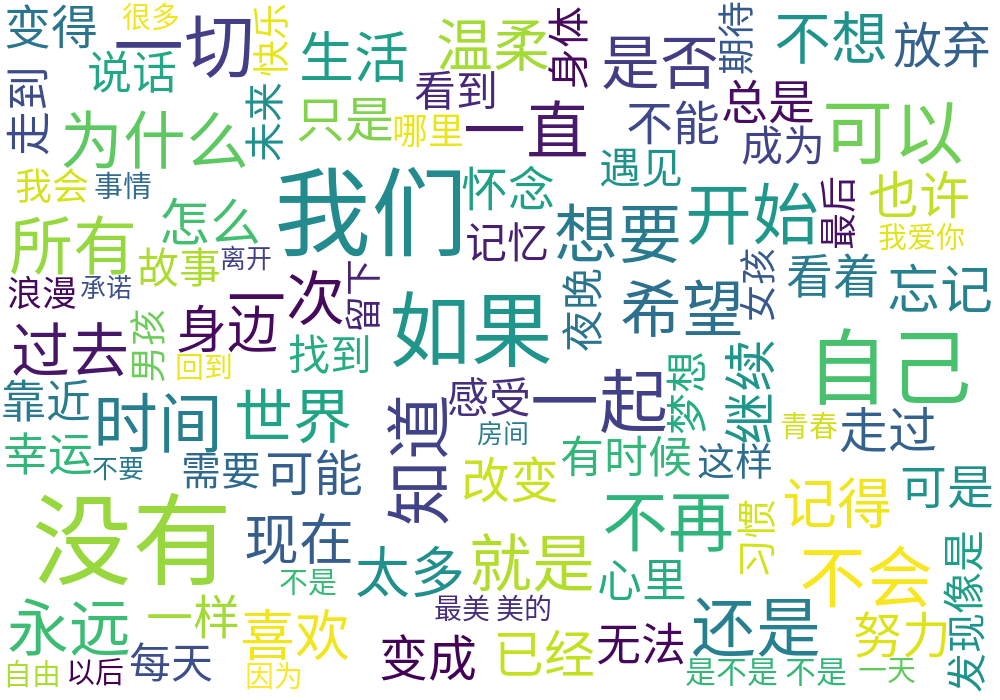 变得
很多
一切
快乐
生活
温柔
身体
是否
期待
不想
放弃
走到
说话
未来
看到
只是
哪里
一直
不能
总是
成为
可以
为什么
我会
事情
我们
怀念
遇见
记忆
想要
开始
最后
也许
我爱你
所有
怎么
故事
离开
浪漫
承诺
一次
留下
如果
夜晚
希望
女孩
看着
忘记
过去
男孩
身边
回到
找到
自己
靠近
时间
世界
知道
感受
一起
梦想
继续
青春
走过
幸运
不要
需要
可能
房间
改变
有时候
这样
可是
没有
现在
太多
就是
不再
习惯
记得
不会
心里
不是
永远
一样
喜欢
最美
美的
变成
已经
无法
还是
努力
发现
像是
自由
以后
每天
因为
是不是
不是
一天